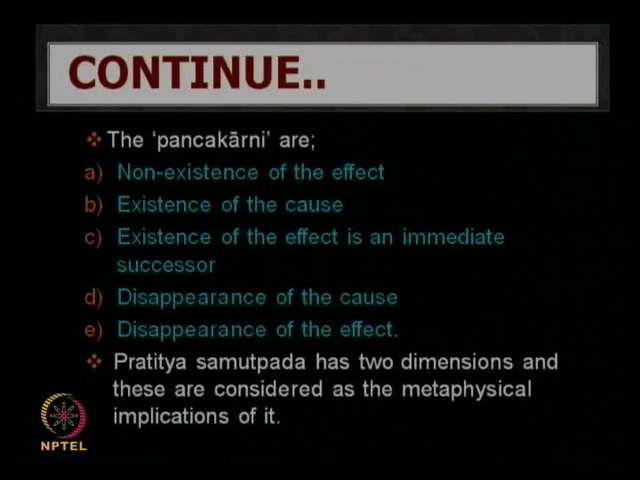 CONTINUE..
❖ The ‘pancakārni’ are;
a) Non-existence of the effect
b) Existence of the cause
c) Existence of the effect is an immediate
successor
d) Disappearance of the cause
e) Disappearance of the effect.
❖ Pratitya samutpada has two dimensions and
these are considered as the metaphysical
implications of it.
NPTEL